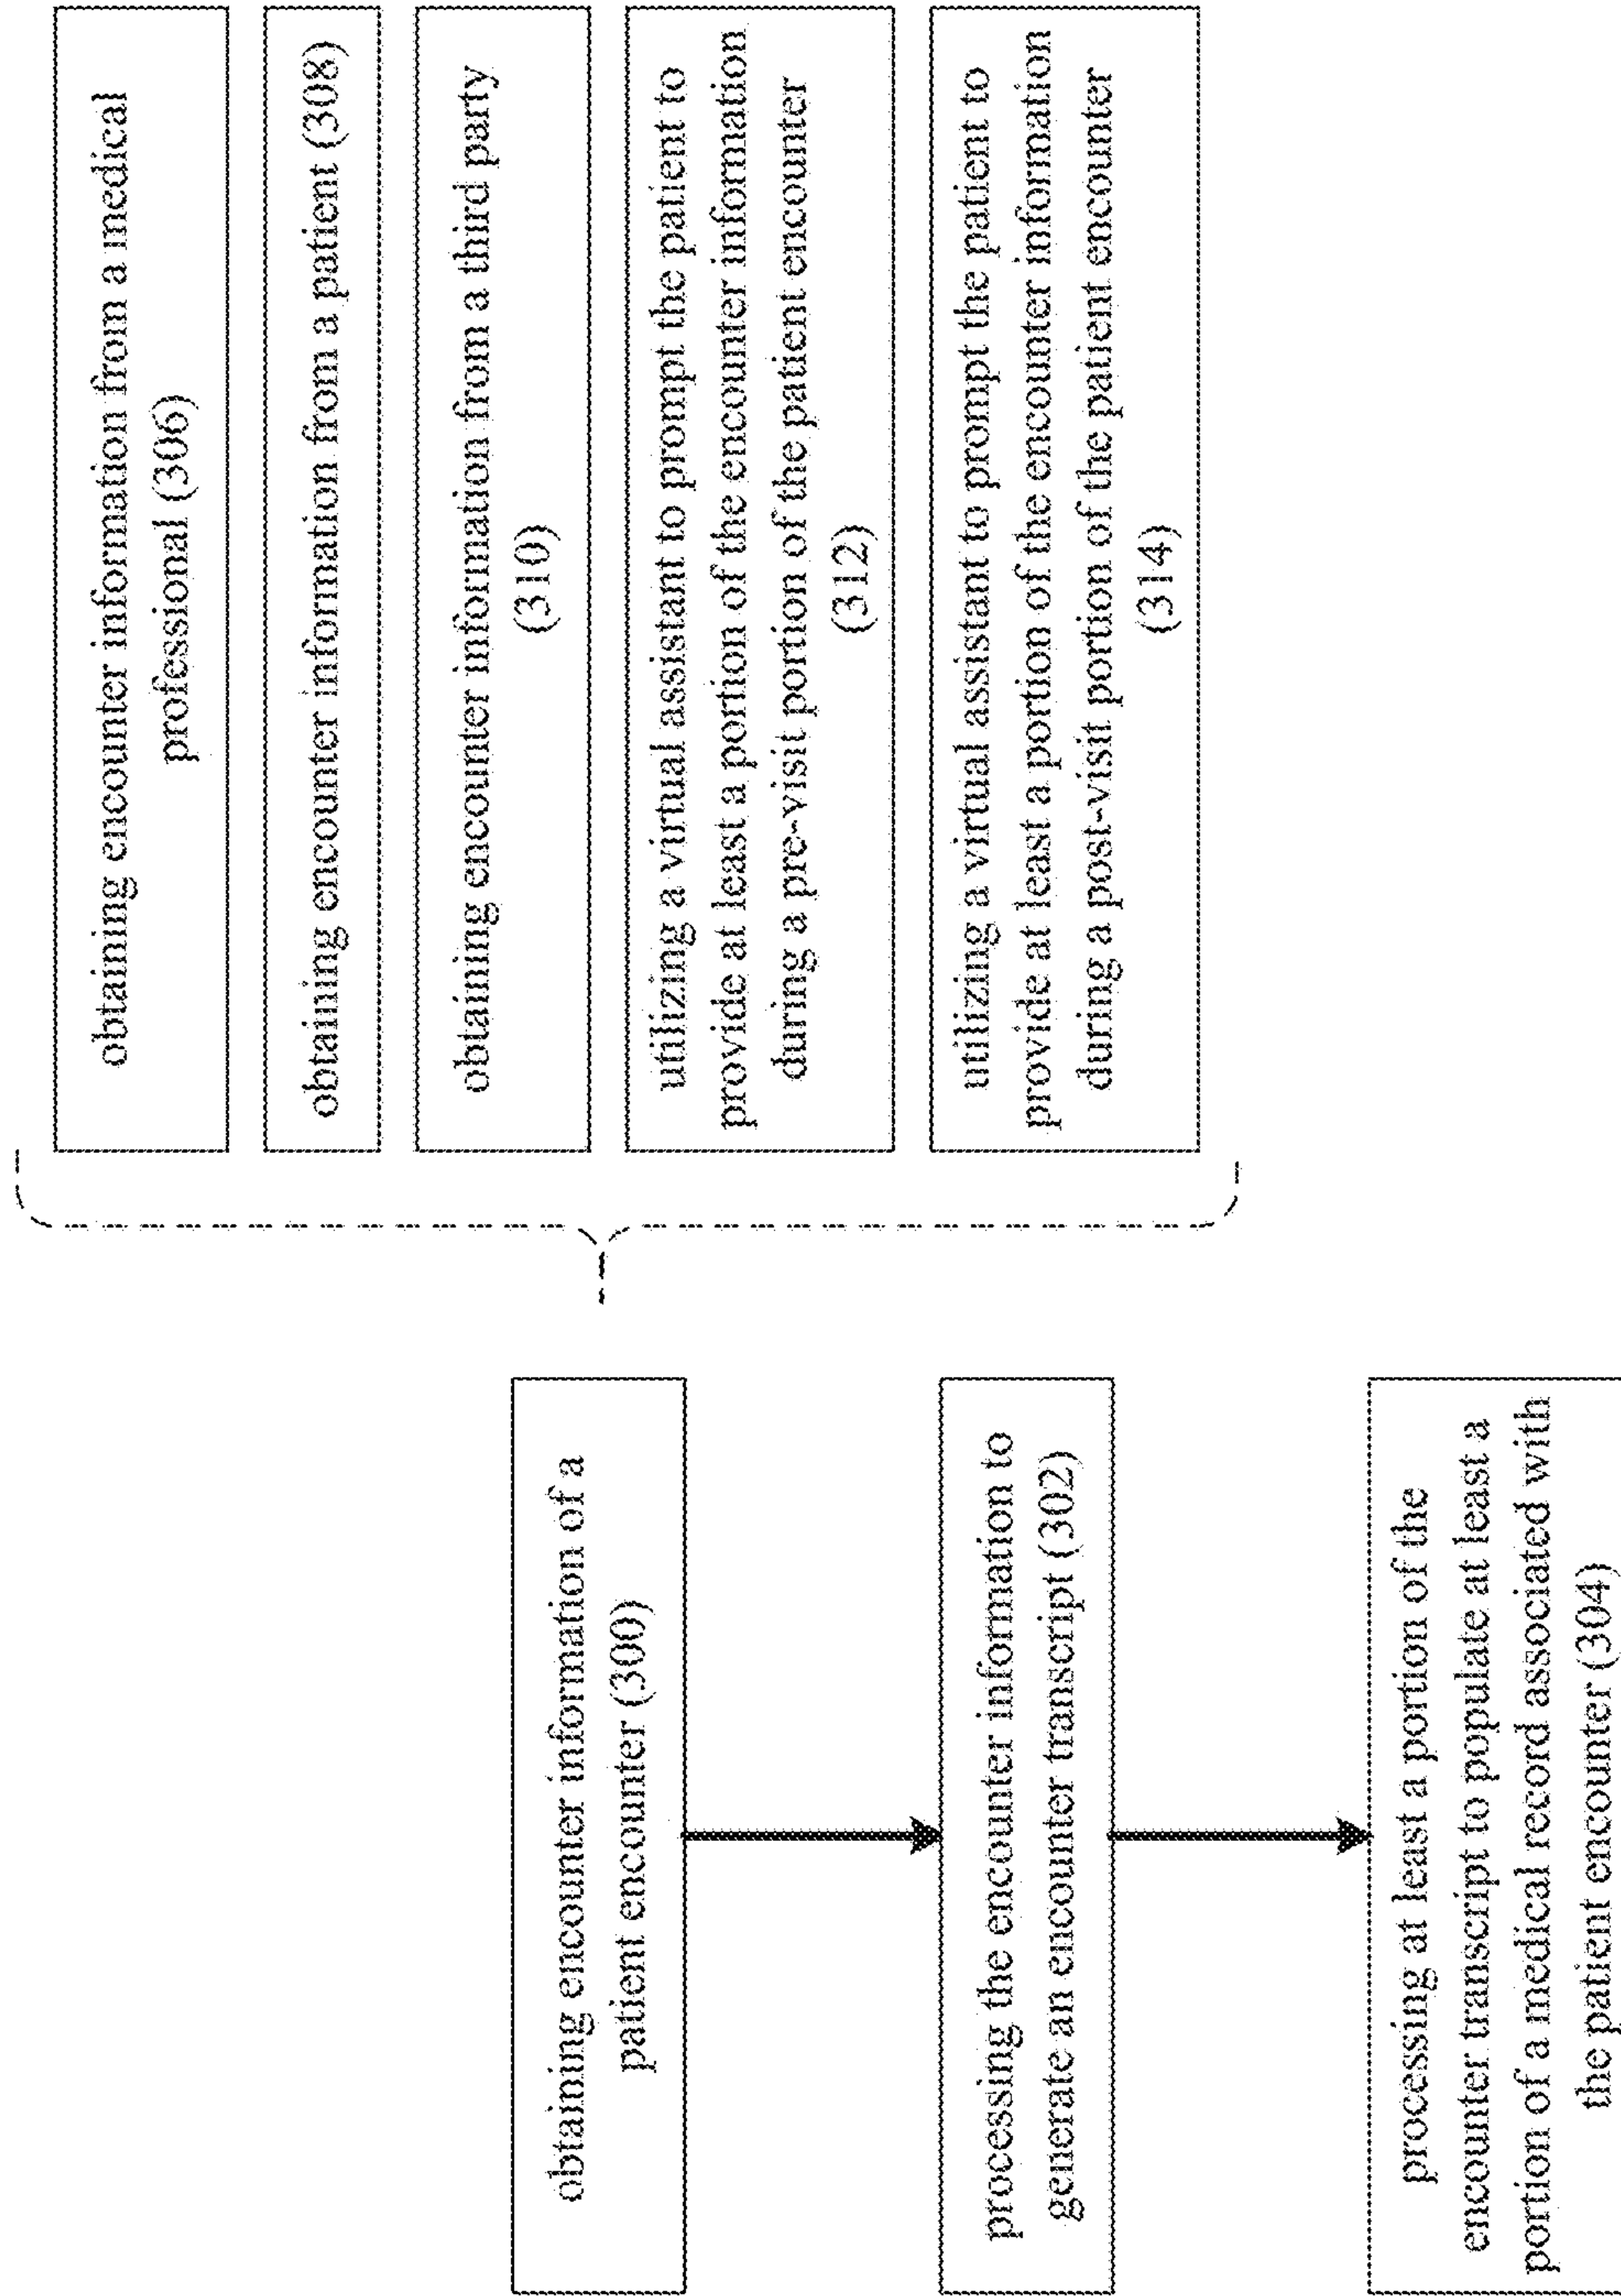 obtaining encounter information of a
patient encounter (300)
processing the encounter information to
generate an encounter transcript (302)
processing at least a portion of the
encounter transcript to populate at least a
portion of a medical record associated with
the patient encounter (304)
obtaining encounter information from a medical
professional (306)
obtaining encounter information from a patient (308)
obtaining encounter information from a third party
(310)
utilizing a virtual assistant to prompt the patient to
provide at least a portion of the encounter information
during a pre-visit portion of the patient encounter
(312)
utilizing a virtual assistant to prompt the patient to
provide at least a portion of the encounter information
during a post-visit portion of the patient encounter
(314)